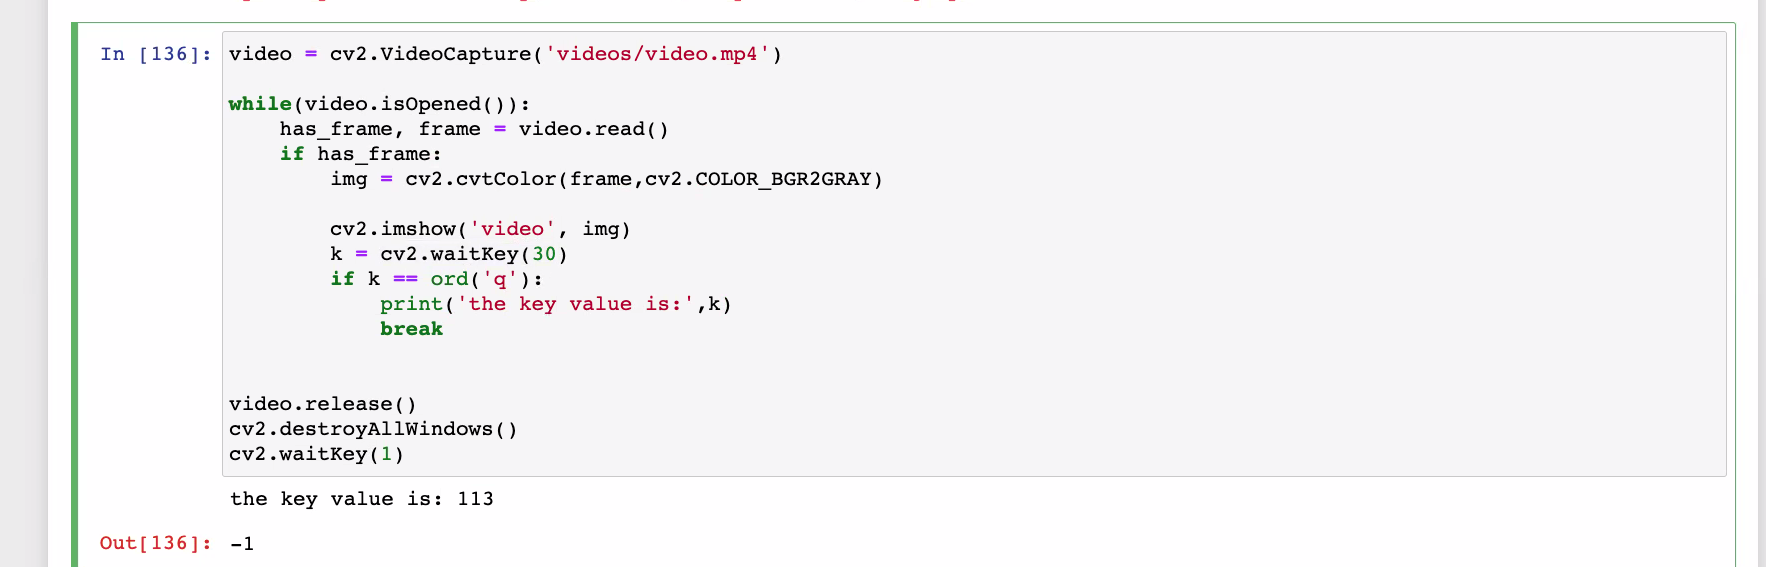 In [136]: video = cv2.VideoCapture('videos/video.mp4')

while(video.isOpened()):
    has_frame, frame = video.read()
    if has_frame:
        img = cv2.cvtColor(frame,cv2.COLOR_BGR2GRAY)

        cv2.imshow('video', img)
        k = cv2.waitKey(30)
        if k == ord('q'):
            print('the key value is:',k)
            break


video.release()
cv2.destroyAllWindows()
cv2.waitKey(1)
the key value is: 113
Out[136]: -1